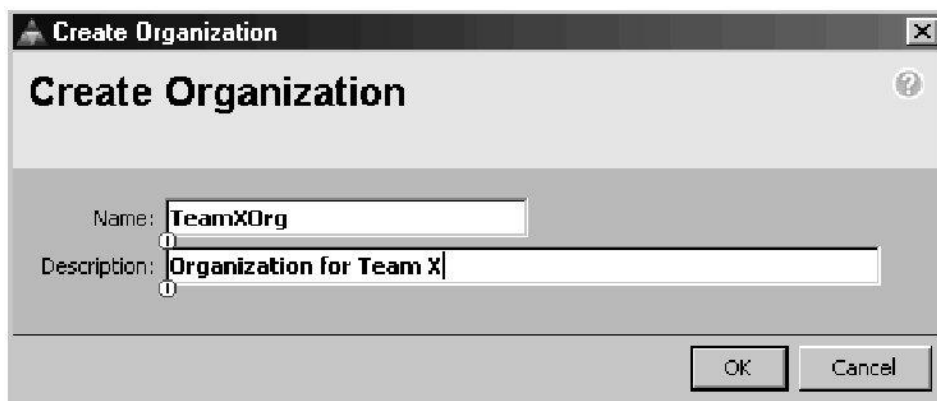 Create Organization
Create Organization
Name: TeamXOrg
Description: Organization for Team X
OK Cancel